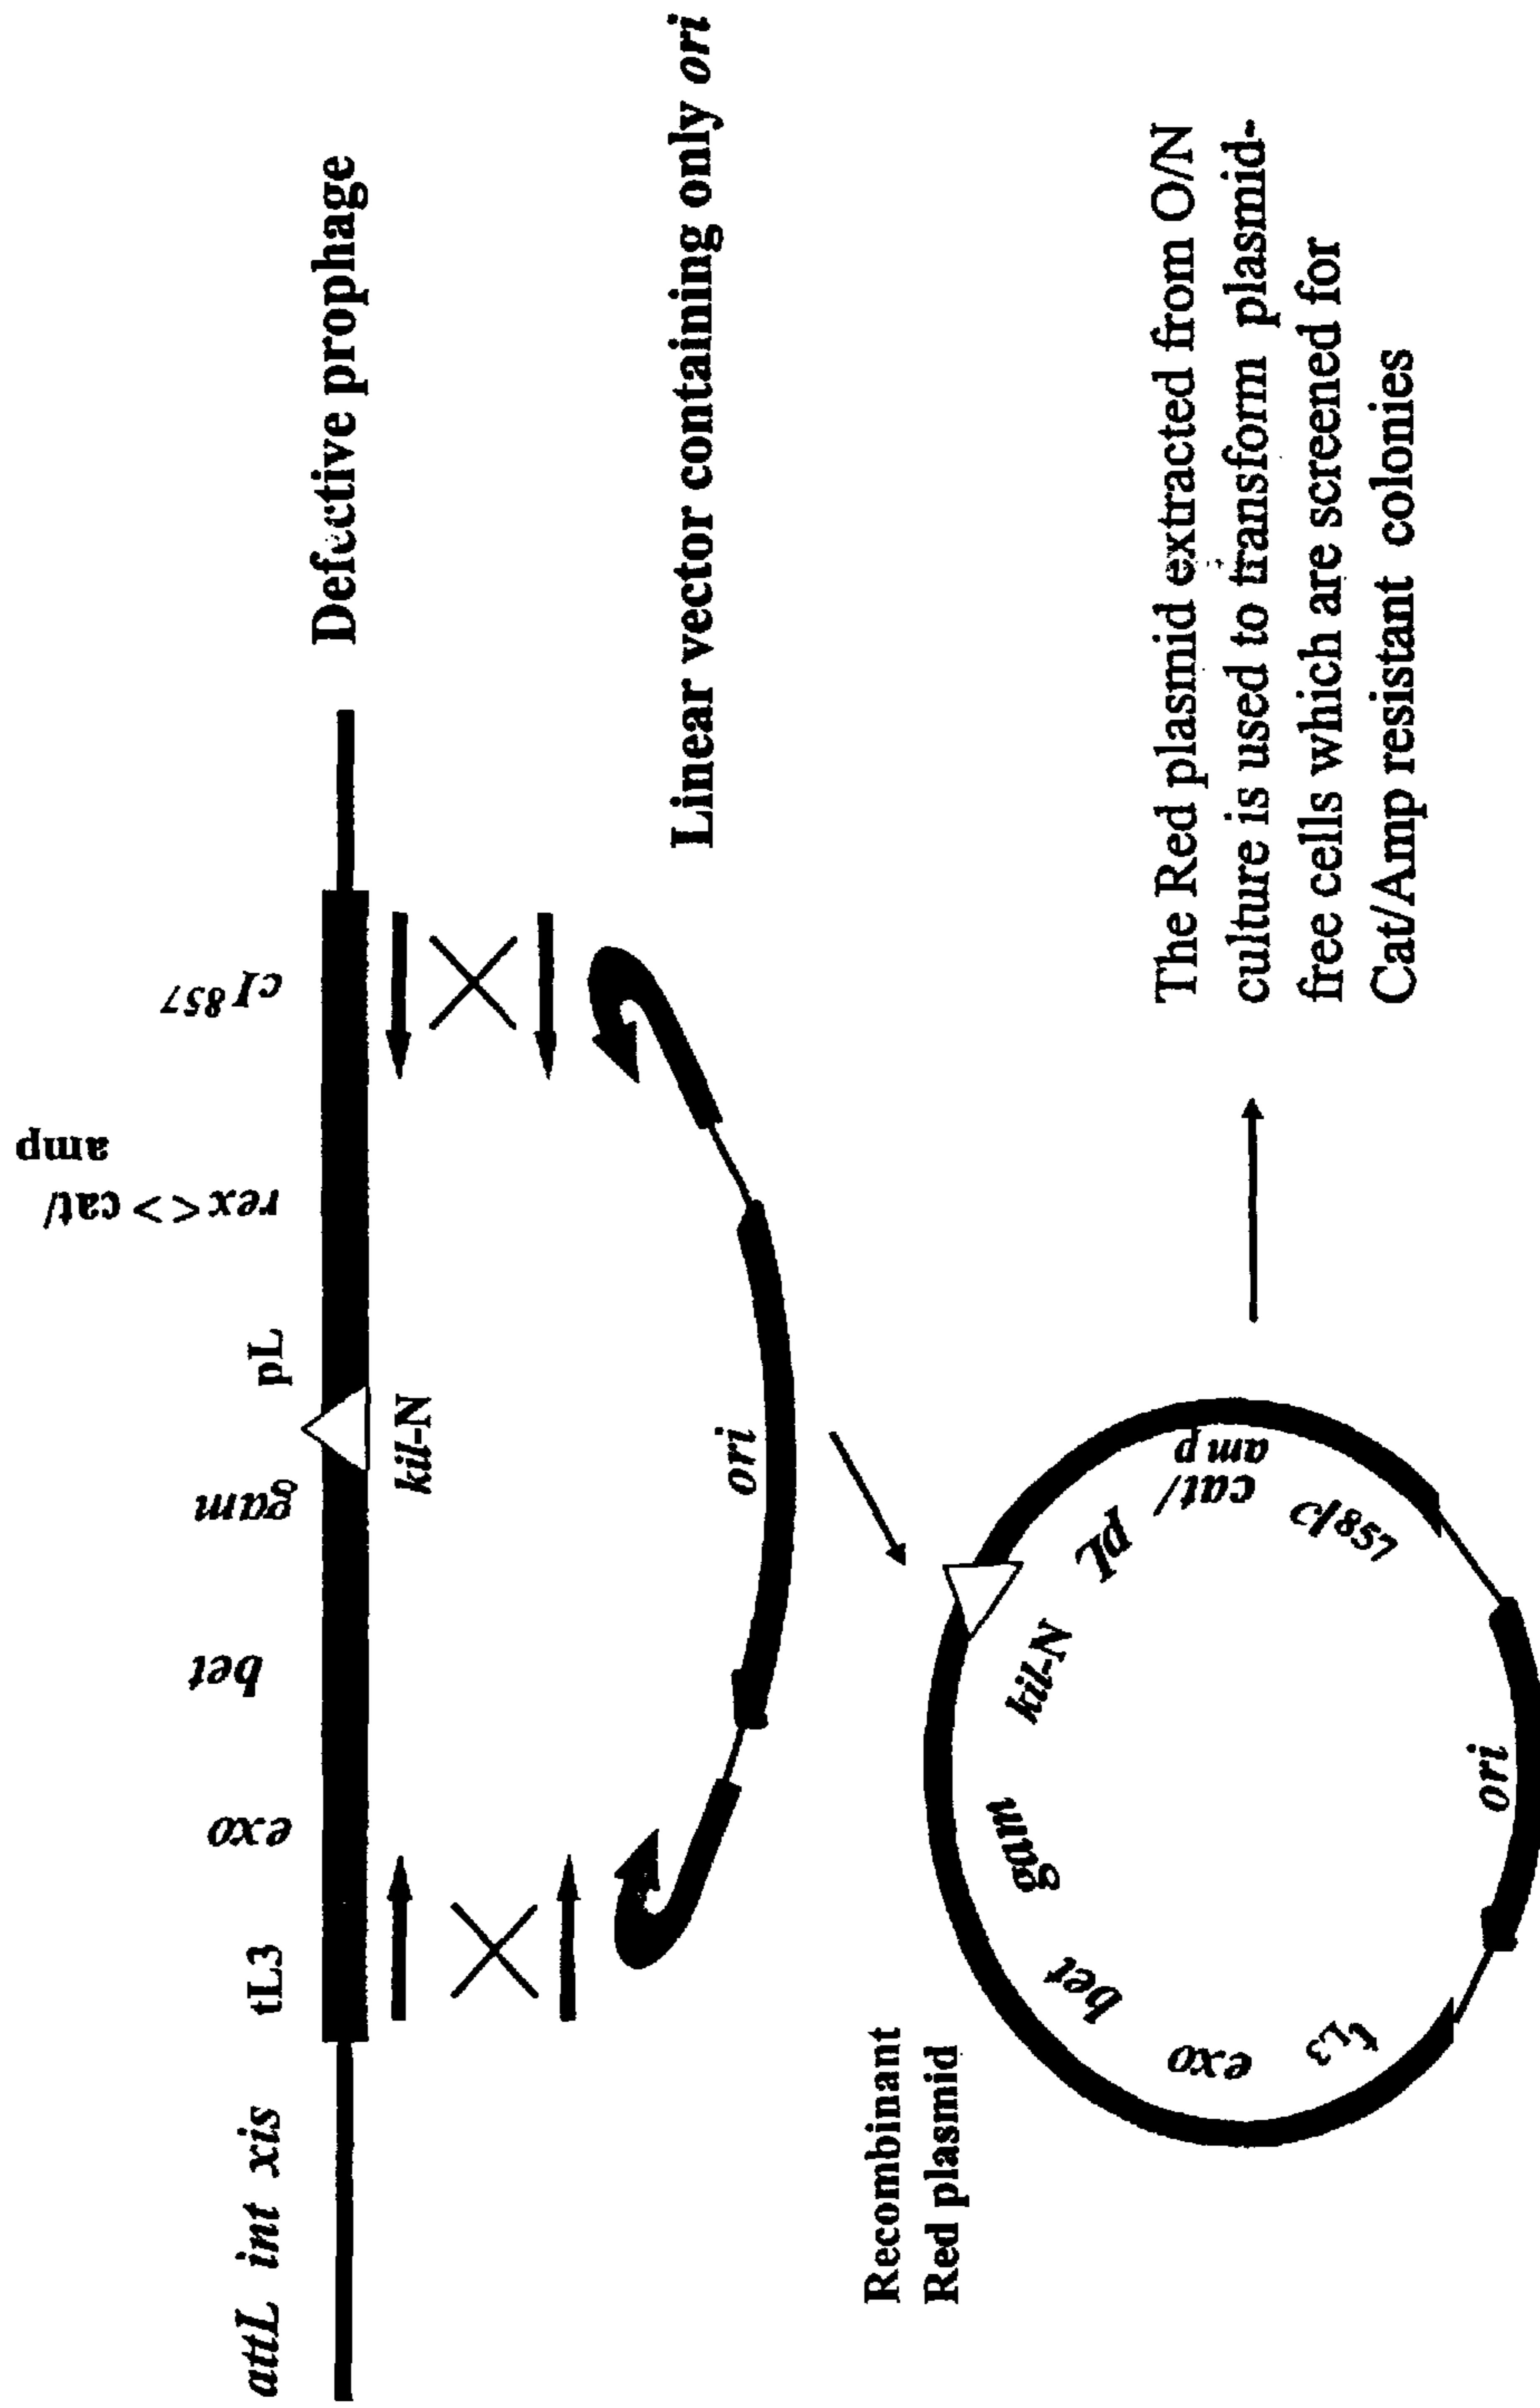 attL int xis tL3 exo bet gam pL rex<>cat/
amp
cI857
Defective prophage
kil-N
Linear vector containing only ori
ori
Recombinant
Red plasmid
kil-N
pL
gam
cat/
amp
bet
cI857
exo
tL3
ori
The Red plasmid extracted from O/N
culture is used to transform plasmid-
free cells which are screened for
Cat/Amp resistant colonies